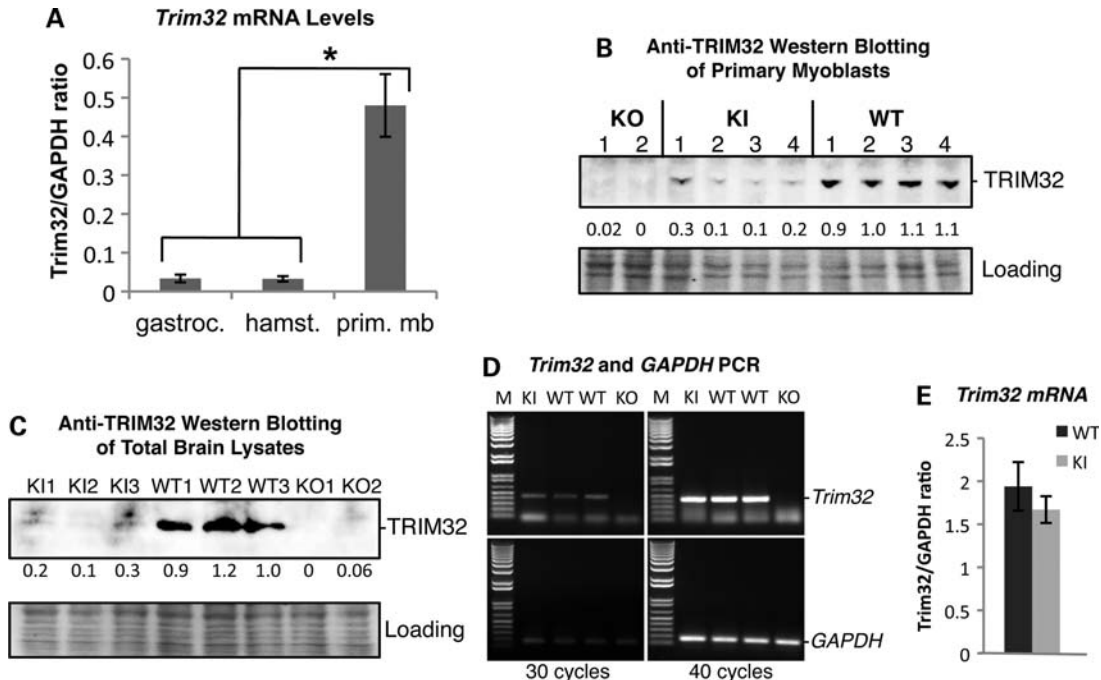 A
Trim32 mRNA Levels
Trim32/GAPDH ratio
0.6
0.5
0.4
0.3
0.2
0.1
0
*
gastroc. hamst. prim. mb
B
Anti-TRIM32 Western Blotting
of Primary Myoblasts
KO KI WT
1 2 1 2 3 4 1 2 3 4
TRIM32
0.02 0 0.3 0.1 0.1 0.2 0.9 1.0 1.1 1.1
Loading
C
Anti-TRIM32 Western Blotting
of Total Brain Lysates
KI1 KI2 KI3 WT1 WT2 WT3 KO1 KO2
TRIM32
0.2 0.1 0.3 0.9 1.2 1.0 0 0.06
Loading
D
Trim32 and GAPDH PCR
M KI WT WT KO M KI WT WT KO
Trim32
GAPDH
30 cycles 40 cycles
E
Trim32 mRNA
WT
KI
Trim32/GAPDH ratio
2.5
2
1.5
1
0.5
0